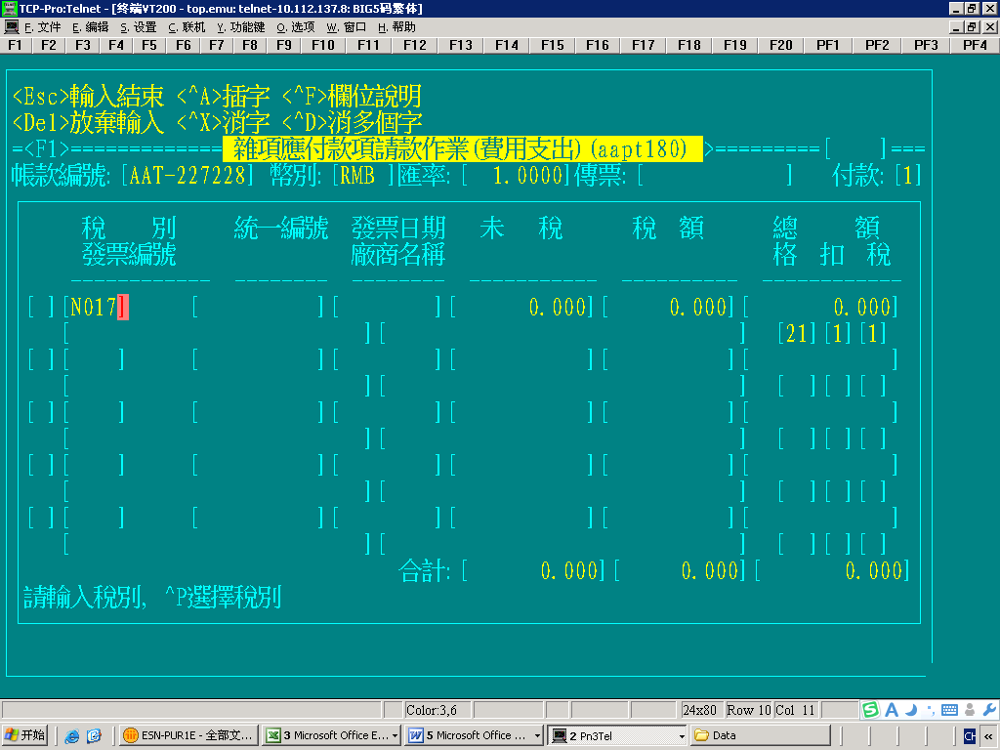 TCP-Pro:Telnet - [终端VT200 - top.emu: telnet-10.112.137.8: BIG5码繁体]
F. 文件 E. 编辑 S. 设置 C. 联机 Y. 功能键 O. 选项 W. 窗口 H. 帮助
F1 F2 F3 F4 F5 F6 F7 F8 F9 F10 F11 F12 F13 F14 F15 F16 F17 F18 F19 F20 PF1 PF2 PF3 PF4
<Esc>輸入結束 <^A>插字 <^F>欄位說明
<Del>放棄輸入 <^X>消字 <^D>消多個字
=<F1>============= 雜項應付款項請款作業(費用支出)(aapt180) >=========[    ]===
帳款編號: [AAT-227228] 幣別: [RMB ]匯率: [  1.0000]傳票: [            ]   付款: [1]
稅 別 統一編號 發票日期 未 稅 稅 額 總 額
發票編號 廠商名稱 格 扣 稅
------------ -------- -------- ----------- ---------- ------------
[ ] [N017]      [          ] [        ] [      0.000] [     0.000] [       0.000]
[                         ] [                              ]   [21] [1] [1]
[ ] [    ]      [          ] [        ] [           ] [          ] [            ]
[                         ] [                              ]   [  ] [ ] [ ]
[ ] [    ]      [          ] [        ] [           ] [          ] [            ]
[                         ] [                              ]   [  ] [ ] [ ]
[ ] [    ]      [          ] [        ] [           ] [          ] [            ]
[                         ] [                              ]   [  ] [ ] [ ]
[ ] [    ]      [          ] [        ] [           ] [          ] [            ]
[                         ] [                              ]   [  ] [ ] [ ]
合計: [      0.000] [     0.000] [       0.000]
請輸入稅別, ^P選擇稅別
Color:3,6 24x80 Row 10 Col 11
开始 ESN-PUR1E - 全部文... 3 Microsoft Office E... 5 Microsoft Office ... 2 Pn3Tel Data CH «